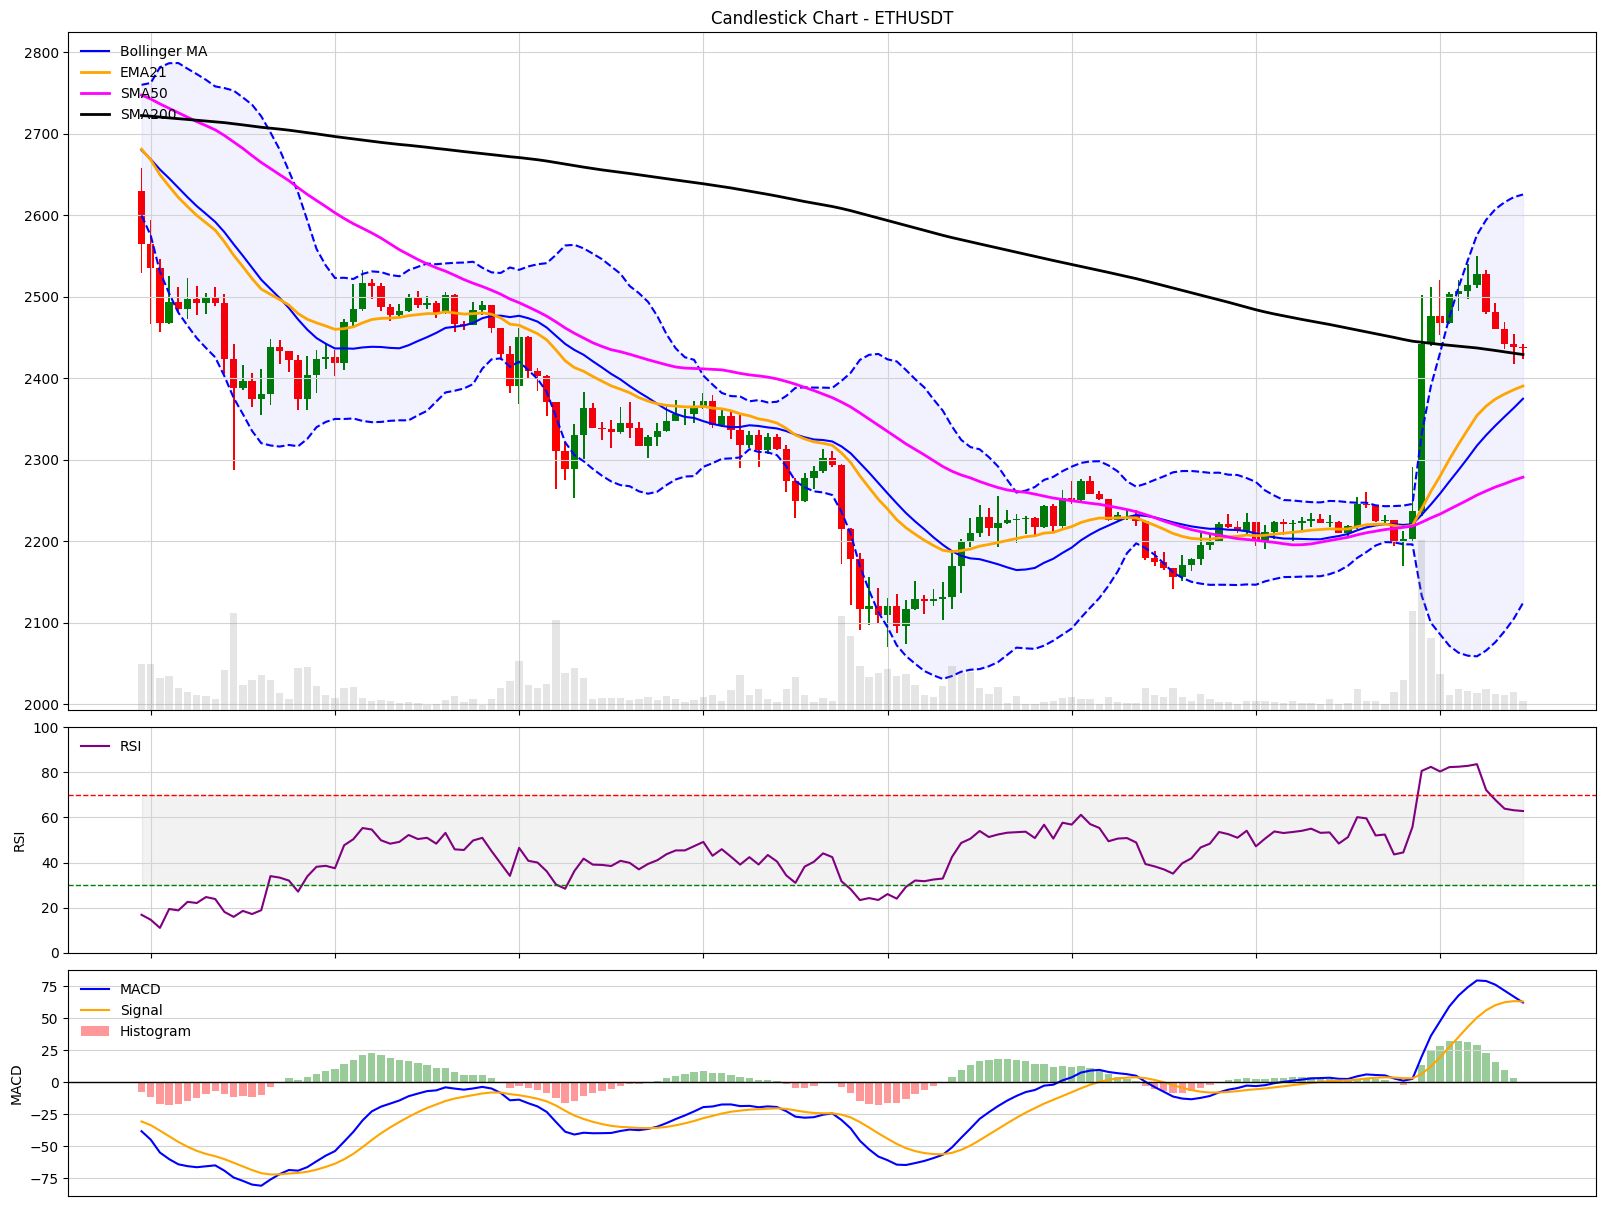 Candlestick Chart - ETHUSDT
Bollinger MA
EMA21
SMA50
SMA200
2800
2700
2600
2500
2400
2300
2200
2100
2000
RSI
100
80
60
40
20
0
RSI
MACD
Signal
Histogram
75
50
25
0
−25
−50
−75
MACD